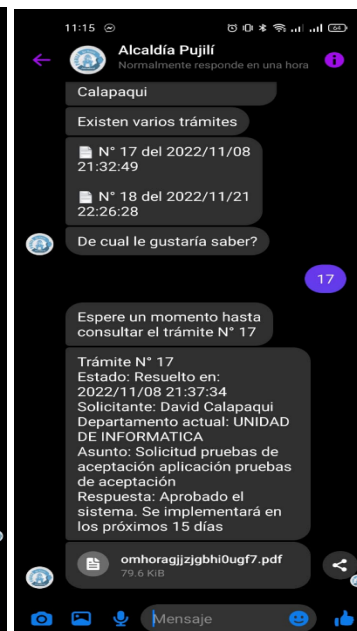 11:15
64
Alcaldía Pujilí
Normalmente responde en una hora
Calapaqui
Existen varios trámites
N° 17 del 2022/11/08
21:32:49
N° 18 del 2022/11/21
22:26:28
De cual le gustaría saber?
17
Espere un momento hasta
consultar el trámite N° 17
Trámite N° 17
Estado: Resuelto en:
2022/11/08 21:37:34
Solicitante: David Calapaqui
Departamento actual: UNIDAD
DE INFORMATICA
Asunto: Solicitud pruebas de
aceptación aplicación pruebas
de aceptación
Respuesta: Aprobado el
sistema. Se implementará en
los próximos 15 días
omhoragjjzjgbhi0ugf7.pdf
79.6 KiB
Mensaje